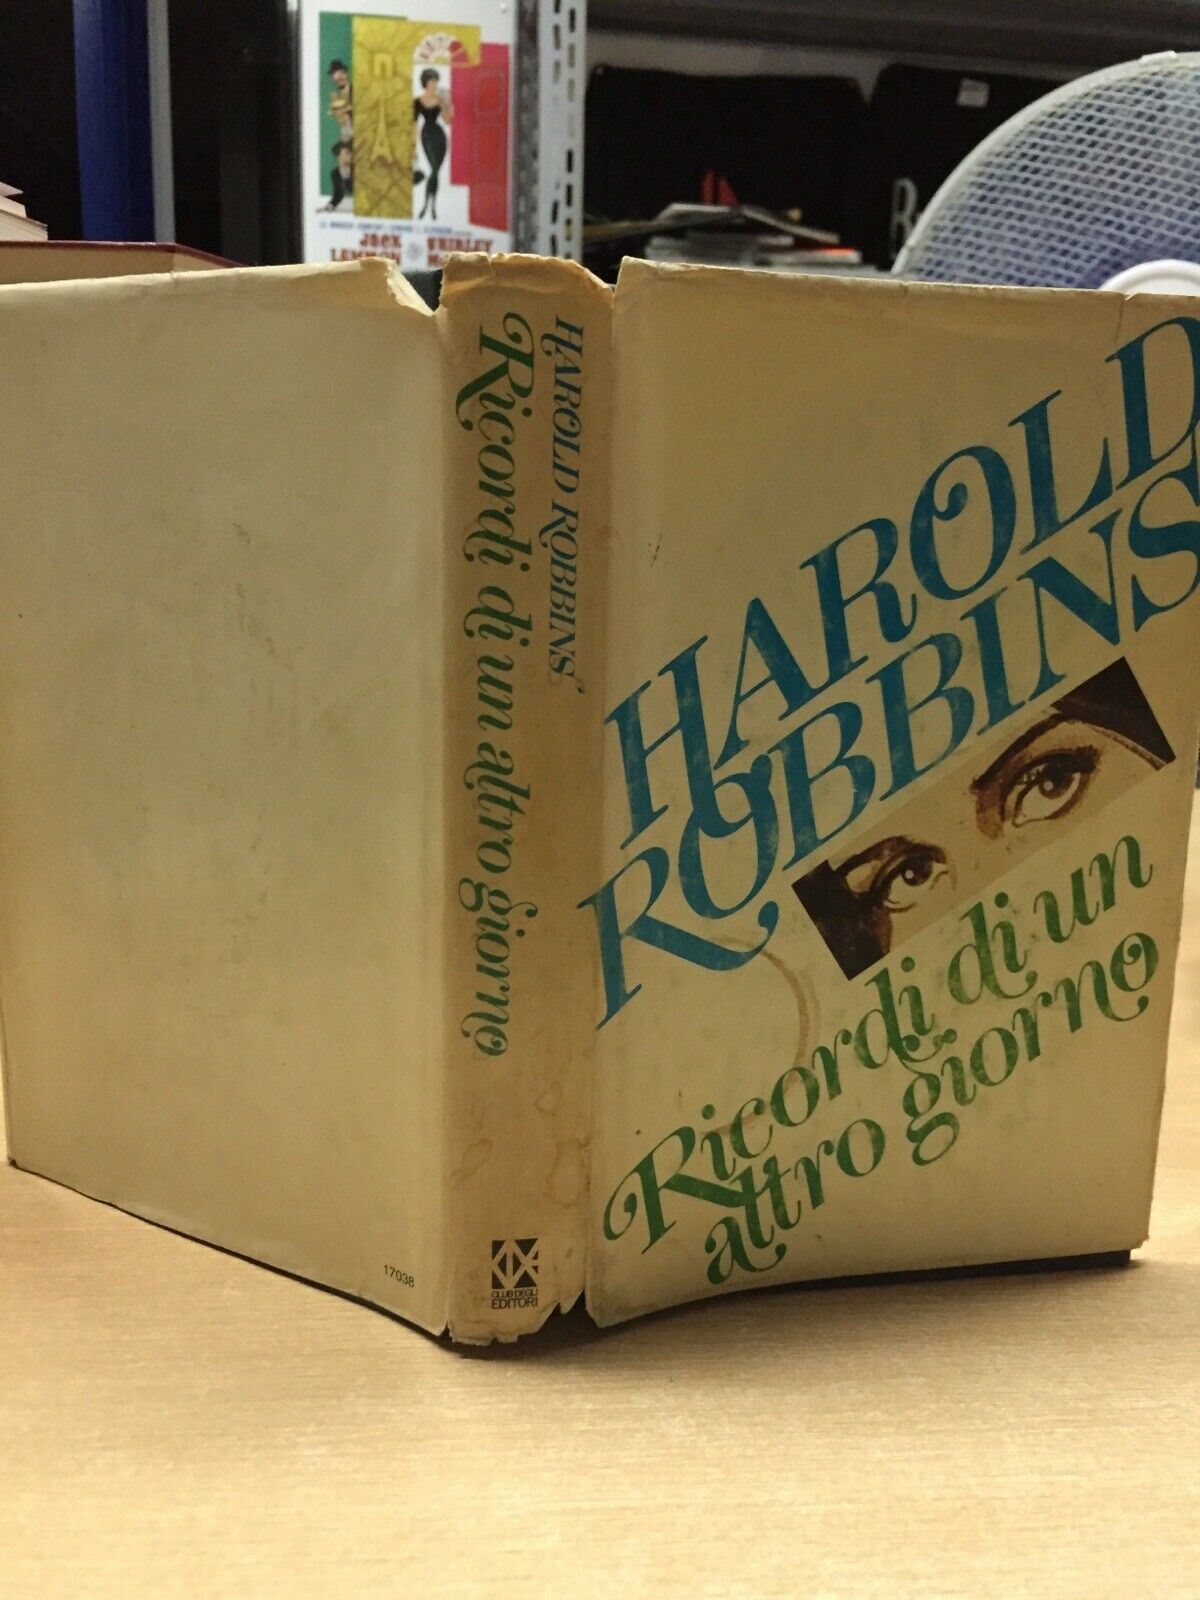 JACK SHIRLEY
HAROLD ROBBINS
Ricordi di un altro giorno
CLUB DEGLI
EDITORI
17038
HAROLD
ROBBINS
Ricordi di un
altro giorno